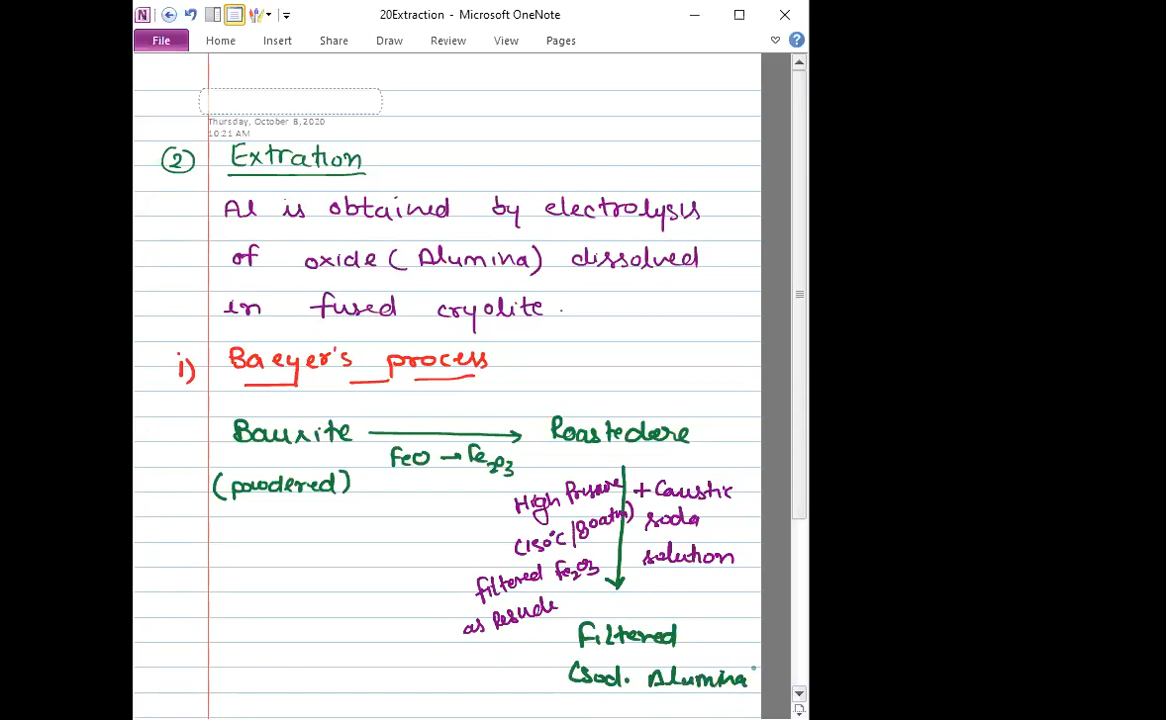 20Extraction - Microsoft OneNote
File Home Insert Share Draw Review View Pages
Thursday, October 8, 2020
10:21 AM
2 Extration
Al is obtained by electrolysis
of oxide (Alumina) dissolved
in fused cryolite.
i) Baeyer's process
Bauxite Roastedore
FeO → Fe2O3
(powdered)
High Pressure
(150°C/80atm)
filtered Fe2O3
as Residue
+ Caustic
soda
solution
Filtered
(Sod. Alumina